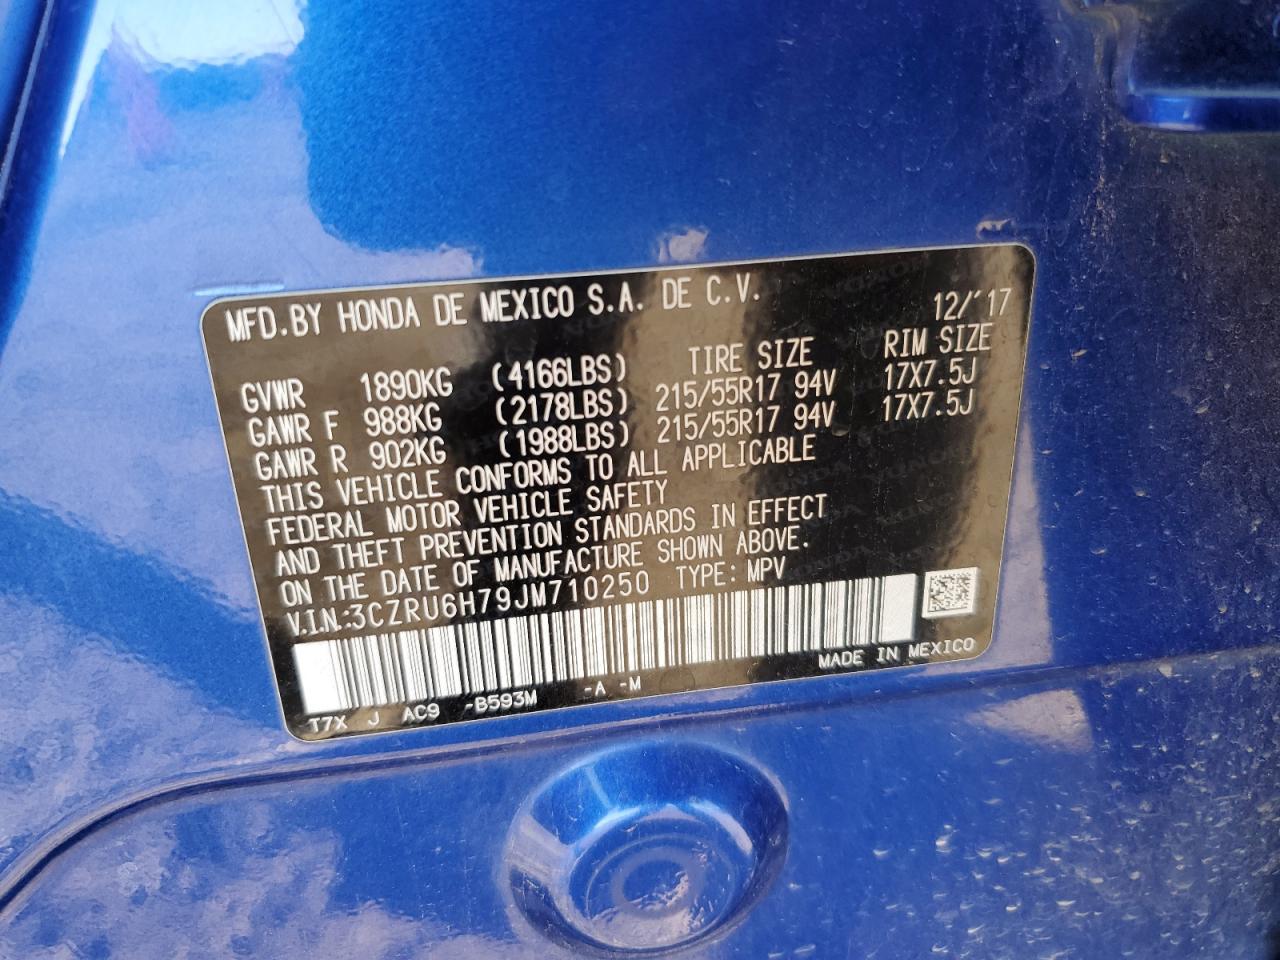 MFD.BY HONDA DE MEXICO S.A. DE C.V.
12/'17
GVWR 1890KG (4166LBS) TIRE SIZE RIM SIZE
GAWR F 988KG (2178LBS) 215/55R17 94V 17X7.5J
GAWR R 902KG (1988LBS) 215/55R17 94V 17X7.5J
THIS VEHICLE CONFORMS TO ALL APPLICABLE
FEDERAL MOTOR VEHICLE SAFETY
AND THEFT PREVENTION STANDARDS IN EFFECT
ON THE DATE OF MANUFACTURE SHOWN ABOVE.
V.I.N.:3CZRU6H79JM710250 TYPE: MPV
MADE IN MEXICO
T7X J AC9 -B593M -A -M